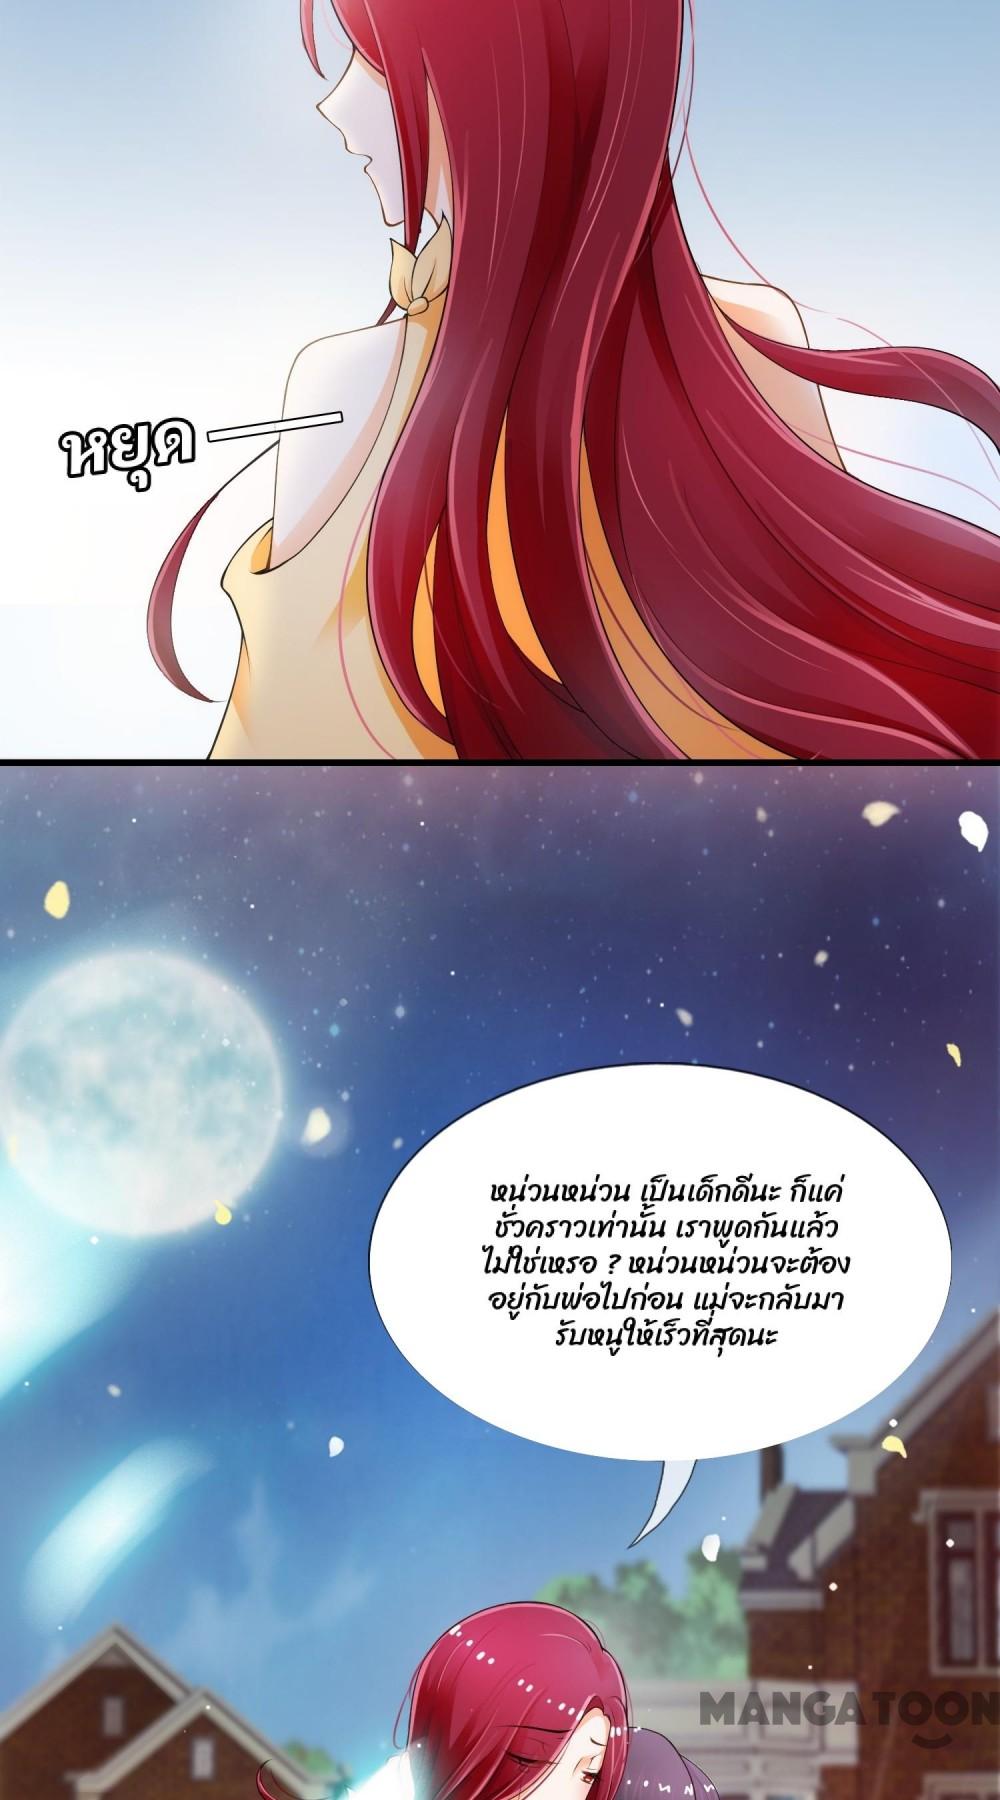 หยุด
หน่วนหน่วน เป็นเด็กดีนะ ก็แค่
ชั่วคราวเท่านั้น เราพูดกันแล้ว
ไม่ใช่เหรอ ? หน่วนหน่วนจะต้อง
อยู่กับพ่อไปก่อน แม่จะกลับมา
รับหนูให้เร็วที่สุดนะ
MANGATOON